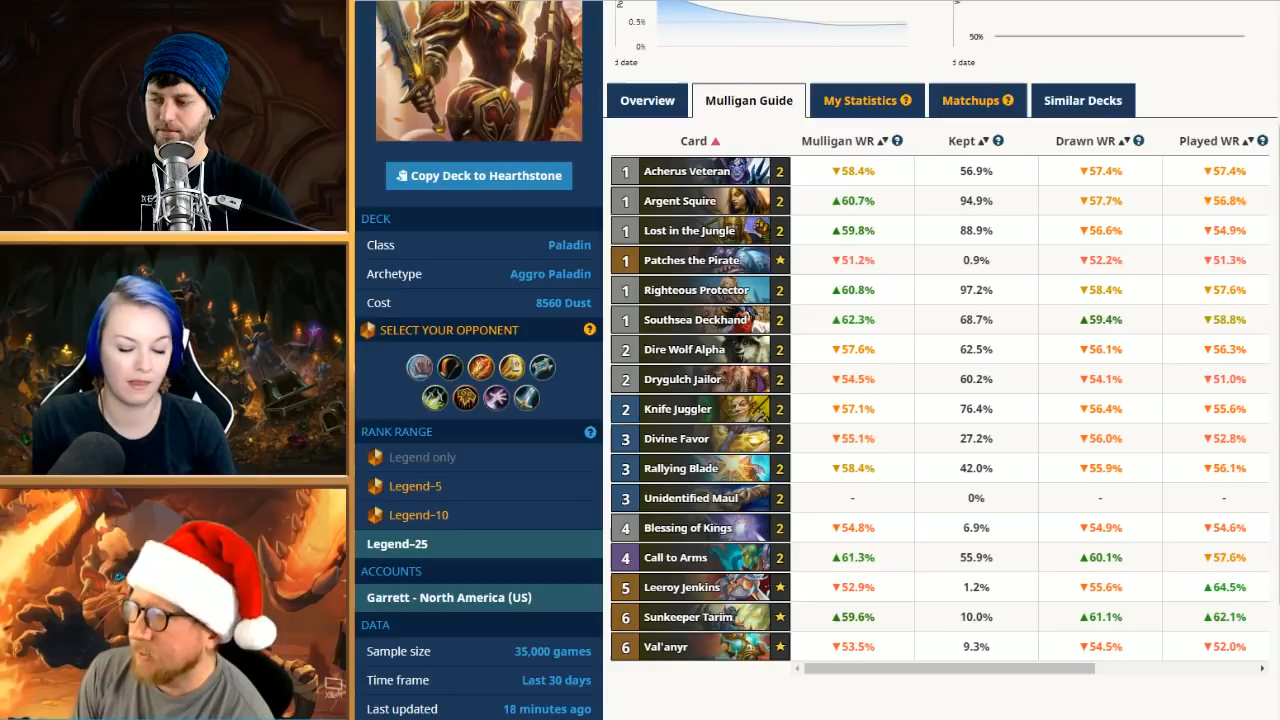 0.5%
0%
50%
d date
d date
Overview
Mulligan Guide
My Statistics ?
Matchups ?
Similar Decks
Card ▲ Mulligan WR ▲▼ ? Kept ▲▼ ? Drawn WR ▲▼ ? Played WR ▲▼ ?
1 Acherus Veteran 2 ▼58.4% 56.9% ▼57.4% ▼57.4%
1 Argent Squire 2 ▲60.7% 94.9% ▼57.7% ▼56.8%
1 Lost in the Jungle 2 ▲59.8% 88.9% ▼56.6% ▼54.9%
1 Patches the Pirate ★ ▼51.2% 0.9% ▼52.2% ▼51.3%
1 Righteous Protector 2 ▲60.8% 97.2% ▼58.4% ▼57.6%
1 Southsea Deckhand 2 ▲62.3% 68.7% ▲59.4% ▼58.8%
2 Dire Wolf Alpha 2 ▼57.6% 62.5% ▼56.1% ▼56.3%
2 Drygulch Jailor 2 ▼54.5% 60.2% ▼54.1% ▼51.0%
2 Knife Juggler 2 ▼57.1% 76.4% ▼56.4% ▼55.6%
3 Divine Favor 2 ▼55.1% 27.2% ▼56.0% ▼52.8%
3 Rallying Blade 2 ▼58.4% 42.0% ▼55.9% ▼56.1%
3 Unidentified Maul 2 - 0% - -
4 Blessing of Kings 2 ▼54.8% 6.9% ▼54.9% ▼54.6%
4 Call to Arms 2 ▲61.3% 55.9% ▲60.1% ▼57.6%
5 Leeroy Jenkins ★ ▼52.9% 1.2% ▼55.6% ▲64.5%
6 Sunkeeper Tarim ★ ▲59.6% 10.0% ▲61.1% ▲62.1%
6 Val'anyr ★ ▼53.5% 9.3% ▼54.5% ▼52.0%
Copy Deck to Hearthstone
DECK
Class Paladin
Archetype Aggro Paladin
Cost 8560 Dust
SELECT YOUR OPPONENT ?
RANK RANGE ?
Legend only
Legend–5
Legend–10
Legend–25
ACCOUNTS
Garrett - North America (US)
DATA
Sample size 35,000 games
Time frame Last 30 days
Last updated 18 minutes ago